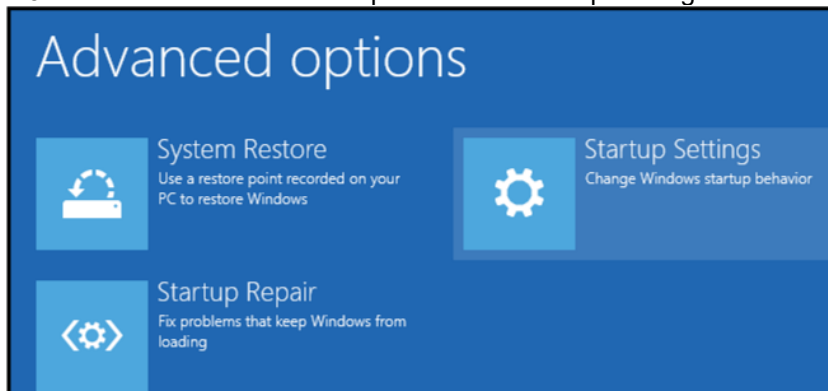 Advanced options
System Restore
Use a restore point recorded on your
PC to restore Windows
Startup Settings
Change Windows startup behavior
Startup Repair
Fix problems that keep Windows from
loading